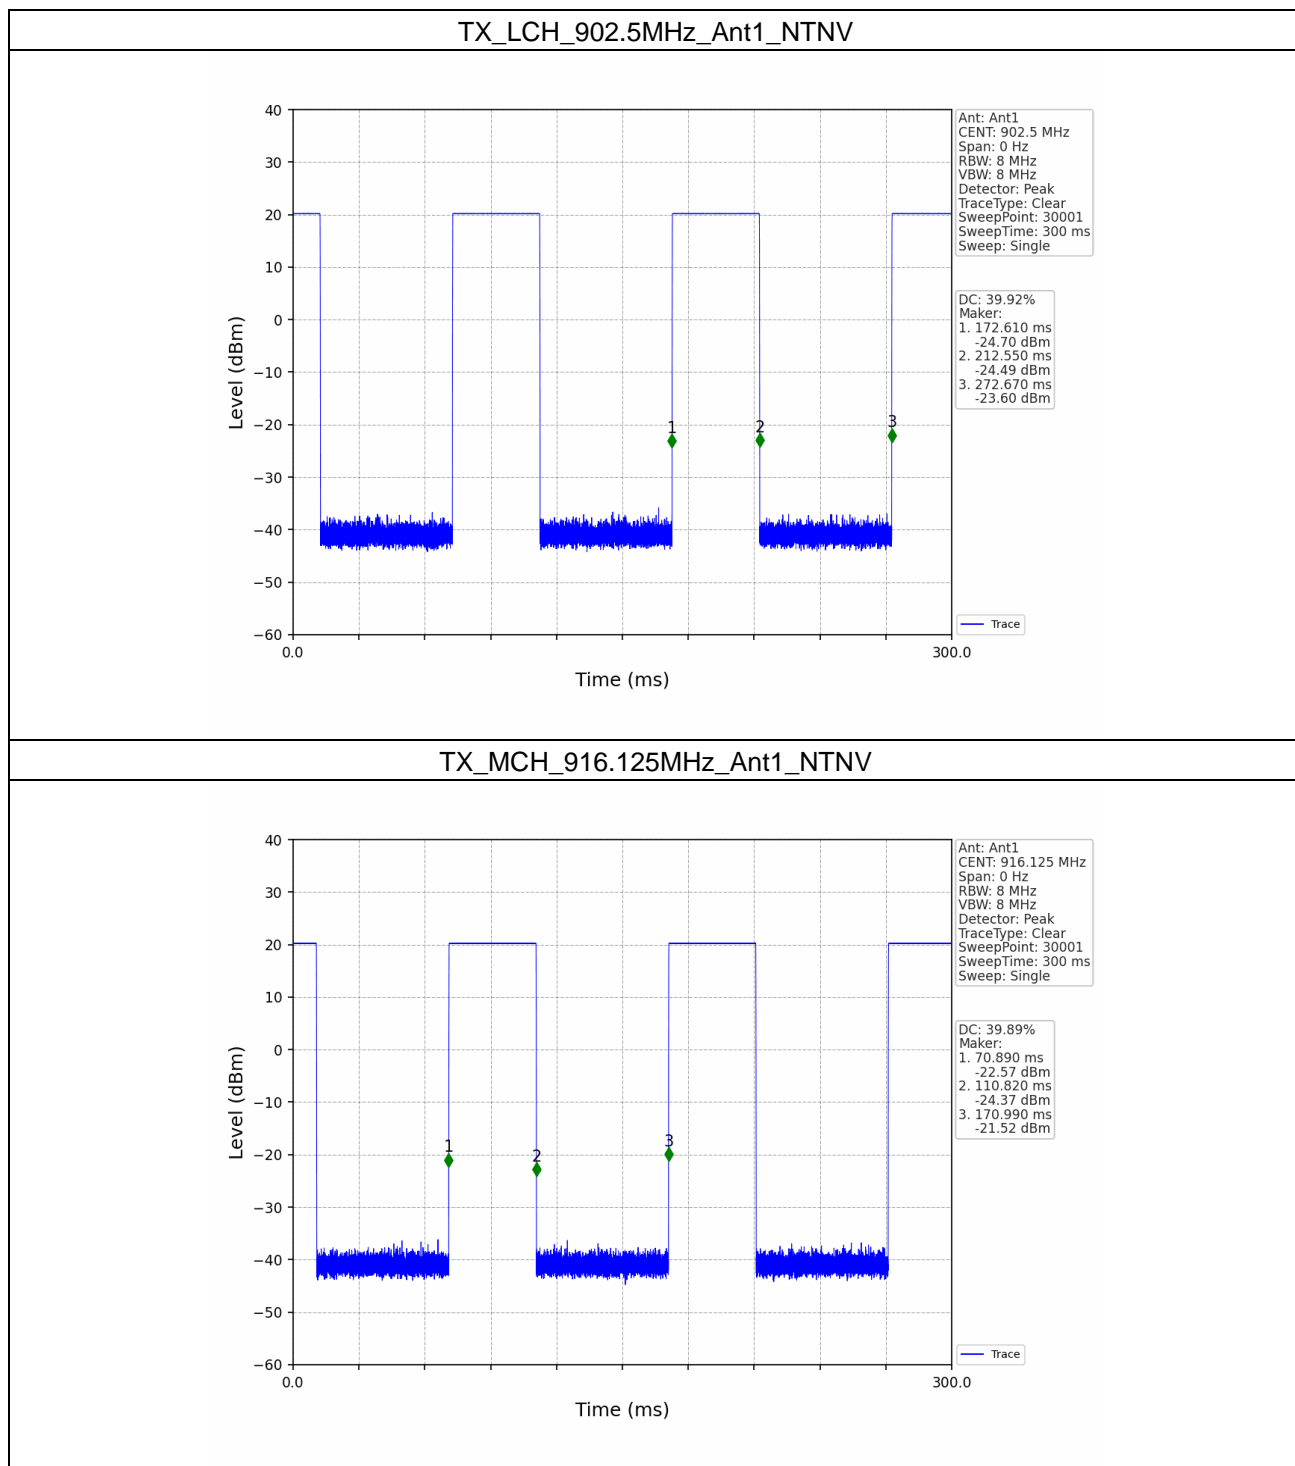 TX_LCH_902.5MHz_Ant1_NTNV
40
30
20
10
0
−10
−20
−30
−40
−50
−60
Level (dBm)
1
2
3
0.0
300.0
Time (ms)
Ant: Ant1
CENT: 902.5 MHz
Span: 0 Hz
RBW: 8 MHz
VBW: 8 MHz
Detector: Peak
TraceType: Clear
SweepPoint: 30001
SweepTime: 300 ms
Sweep: Single
DC: 39.92%
Maker:
1. 172.610 ms
-24.70 dBm
2. 212.550 ms
-24.49 dBm
3. 272.670 ms
-23.60 dBm
Trace
TX_MCH_916.125MHz_Ant1_NTNV
40
30
20
10
0
−10
−20
−30
−40
−50
−60
Level (dBm)
1
2
3
0.0
300.0
Time (ms)
Ant: Ant1
CENT: 916.125 MHz
Span: 0 Hz
RBW: 8 MHz
VBW: 8 MHz
Detector: Peak
TraceType: Clear
SweepPoint: 30001
SweepTime: 300 ms
Sweep: Single
DC: 39.89%
Maker:
1. 70.890 ms
-22.57 dBm
2. 110.820 ms
-24.37 dBm
3. 170.990 ms
-21.52 dBm
Trace